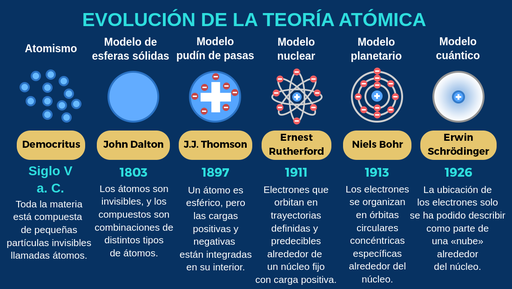 EVOLUCIÓN DE LA TEORÍA ATÓMICA
Atomismo
Democritus
Siglo V
a. C.
Toda la materia
está compuesta
de pequeñas
partículas invisibles
llamadas átomos.
Modelo de
esferas sólidas
John Dalton
1803
Los átomos son
invisibles, y los
compuestos son
combinaciones de
distintos tipos
de átomos.
Modelo
pudín de pasas
J.J. Thomson
1897
Un átomo es
esférico, pero
las cargas
positivas y
negativas
están integradas
en su interior.
Modelo
nuclear
Ernest
Rutherford
1911
Electrones que
orbitan en
trayectorias
definidas y
predecibles
alrededor de
un núcleo fijo
con carga positiva.
Modelo
planetario
Niels Bohr
1913
Los electrones
se organizan
en órbitas
circulares
concéntricas
específicas
alrededor del
núcleo.
Modelo
cuántico
Erwin
Schrödinger
1926
La ubicación de
los electrones solo
se ha podido describir
como parte de
una «nube»
alrededor
del núcleo.